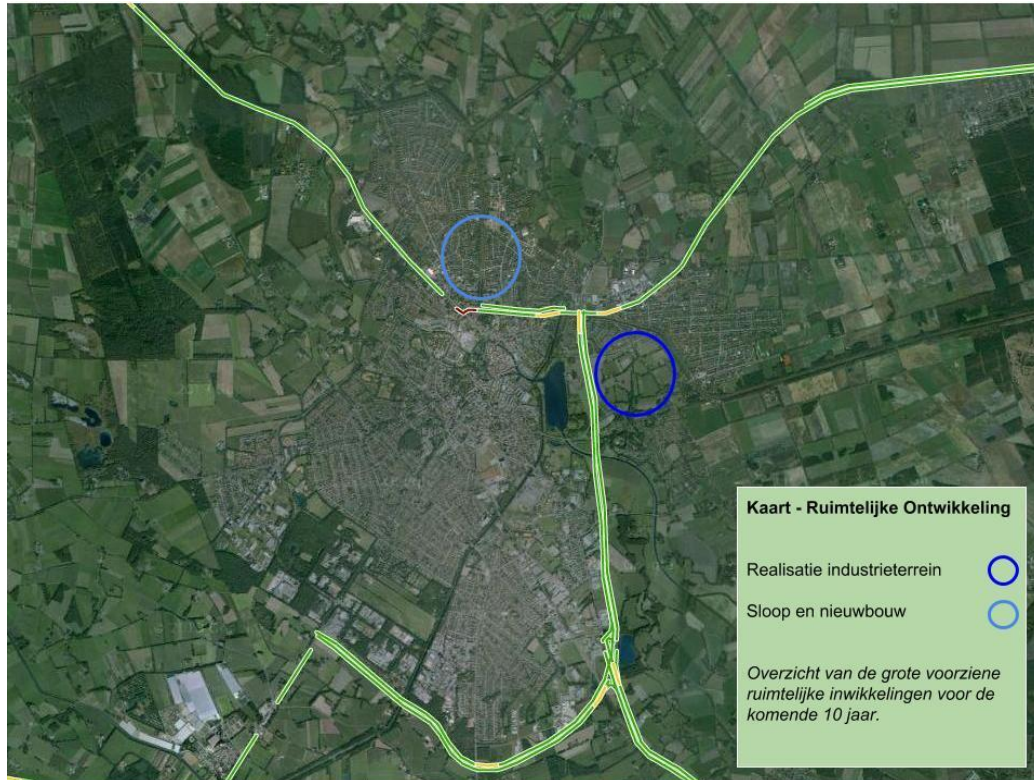 Kaart - Ruimtelijke Ontwikkeling
Realisatie industrieterrein
Sloop en nieuwbouw
Overzicht van de grote voorziene
ruimtelijke inwikkelingen voor de
komende 10 jaar.